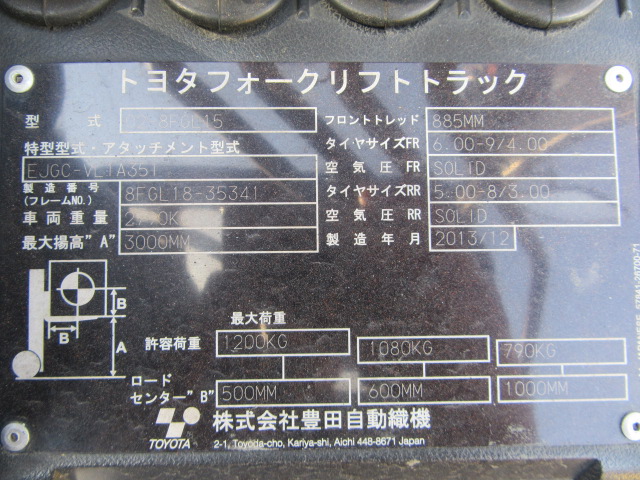 トヨタフォークリフトトラック
型 式 8FGL15 フロントトレッド 885MM
特型型式・アタッチメント型式 タイヤサイズFR 6.00-9/4.00
空気圧FR SOLID
製造番号 (フレームNO.) 8FGL18-35341 タイヤサイズRR 5.00-8/3.00
車両重量 空気圧RR SOLID
最大揚高"A" 3000MM 製造年月 2013/12
B
B
A
最大荷重
許容荷重 1200KG 1080KG 790KG
ロードセンター"B" 500MM 600MM 1000MM
TOYOTA 株式会社豊田自動織機
2-1, Toyoda-cho, Kariya-shi, Aichi 448-8671 Japan